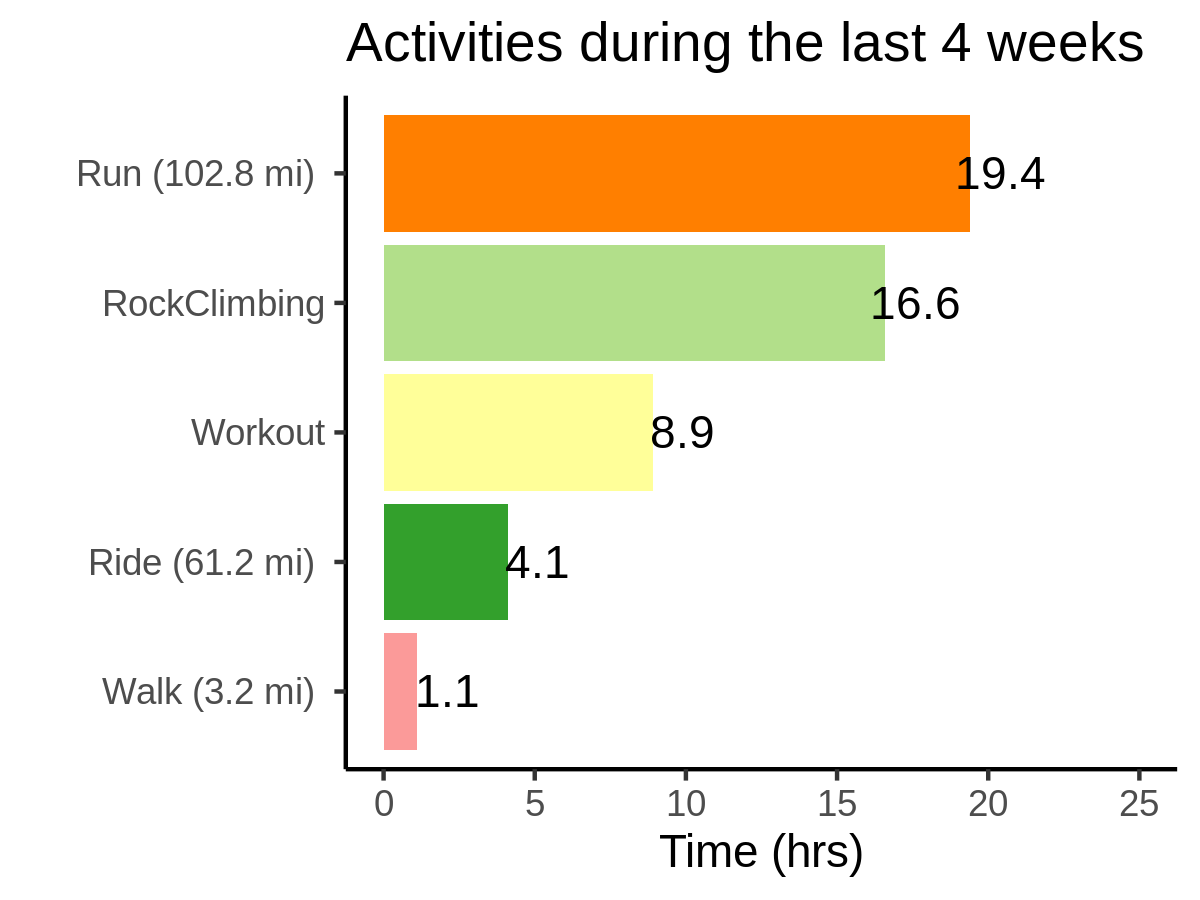 Activities during the last 4 weeks
Run (102.8 mi)
19.4
RockClimbing
16.6
Workout
8.9
Ride (61.2 mi)
4.1
Walk (3.2 mi)
1.1
0 5 10 15 20 25
Time (hrs)